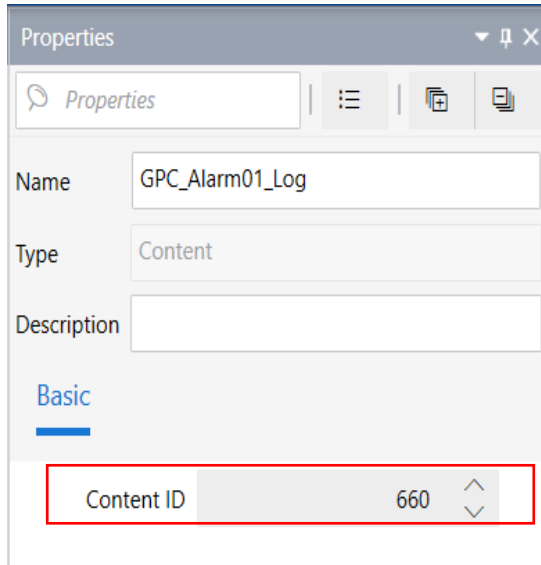 Properties
Properties
Name GPC_Alarm01_Log
Type Content
Description
Basic
Content ID 660